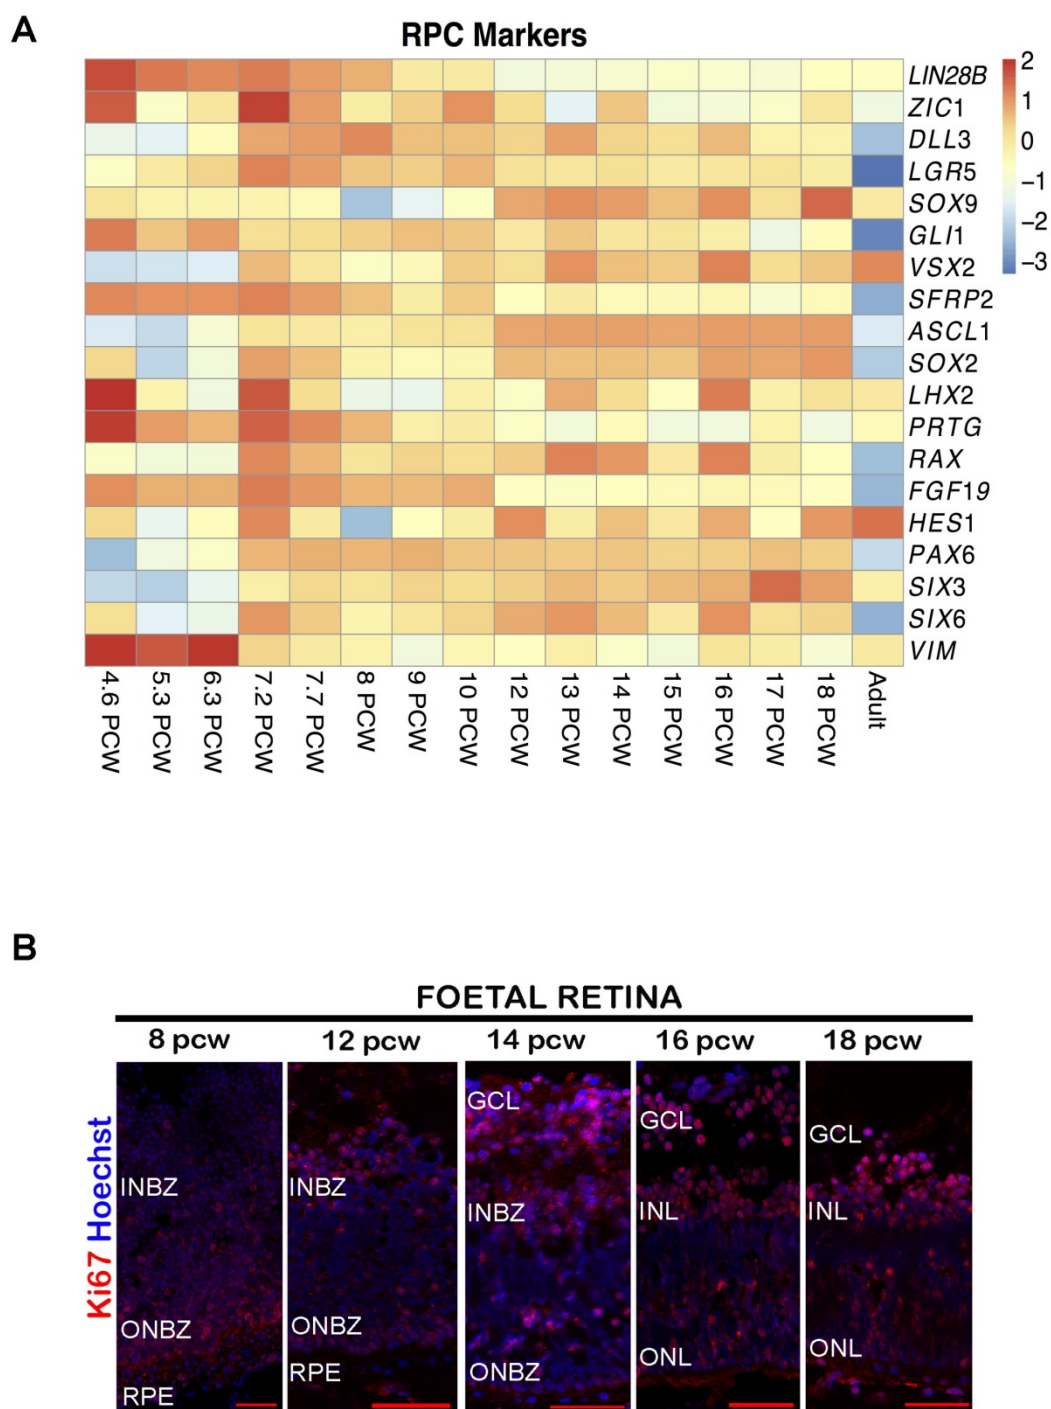 A
RPC Markers
LIN28B
ZIC1
DLL3
LGR5
SOX9
GLI1
VSX2
SFRP2
ASCL1
SOX2
LHX2
PRTG
RAX
FGF19
HES1
PAX6
SIX3
SIX6
VIM
2
1
0
−1
−2
−3
4.6 PCW
5.3 PCW
6.3 PCW
7.2 PCW
7.7 PCW
8 PCW
9 PCW
10 PCW
12 PCW
13 PCW
14 PCW
15 PCW
16 PCW
17 PCW
18 PCW
Adult
B
FOETAL RETINA
8 pcw 12 pcw 14 pcw 16 pcw 18 pcw
Ki67 Hoechst
INBZ
ONBZ
RPE
INBZ
ONBZ
RPE
GCL
INBZ
ONBZ
GCL
INL
ONL
GCL
INL
ONL